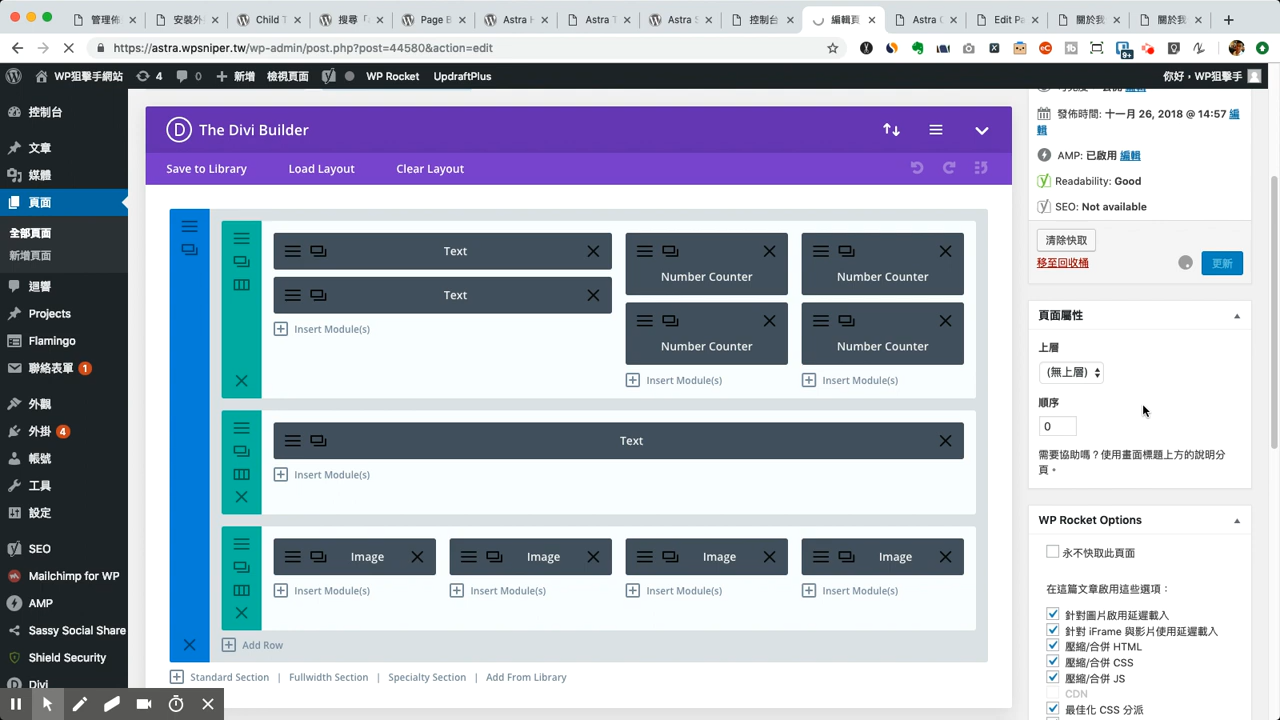 管理佈
安裝外
Child T
搜尋「
Page B
Astra H
Astra T
Astra S
控制台
編輯頁
Astra C
Edit Pa
關於我
關於我
https://astra.wpsniper.tw/wp-admin/post.php?post=44580&action=edit
9+
WP狙擊手網站
4
0
新增
檢視頁面
WP Rocket
UpdraftPlus
你好，WP狙擊手
控制台
文章
媒體
頁面
全部頁面
新增頁面
迴響
Projects
Flamingo
聯絡表單 1
外觀
外掛 4
帳號
工具
設定
SEO
Mailchimp for WP
AMP
Sassy Social Share
Shield Security
Divi
The Divi Builder
Save to Library
Load Layout
Clear Layout
Text
Number Counter
Number Counter
Text
Insert Module(s)
Number Counter
Number Counter
Insert Module(s)
Insert Module(s)
Text
Insert Module(s)
Image
Image
Image
Image
Insert Module(s)
Insert Module(s)
Insert Module(s)
Insert Module(s)
Add Row
Standard Section | Fullwidth Section | Specialty Section | Add From Library
發佈時間: 十一月 26, 2018 @ 14:57 編
輯
AMP: 已啟用 編輯
Readability: Good
SEO: Not available
清除快取
移至回收桶
更新
頁面屬性
上層
(無上層)
順序
0
需要協助嗎？使用畫面標題上方的說明分
頁。
WP Rocket Options
永不快取此頁面
在這篇文章啟用這些選項：
針對圖片啟用延遲載入
針對 iFrame 與影片使用延遲載入
壓縮/合併 HTML
壓縮/合併 CSS
壓縮/合併 JS
CDN
最佳化 CSS 分派